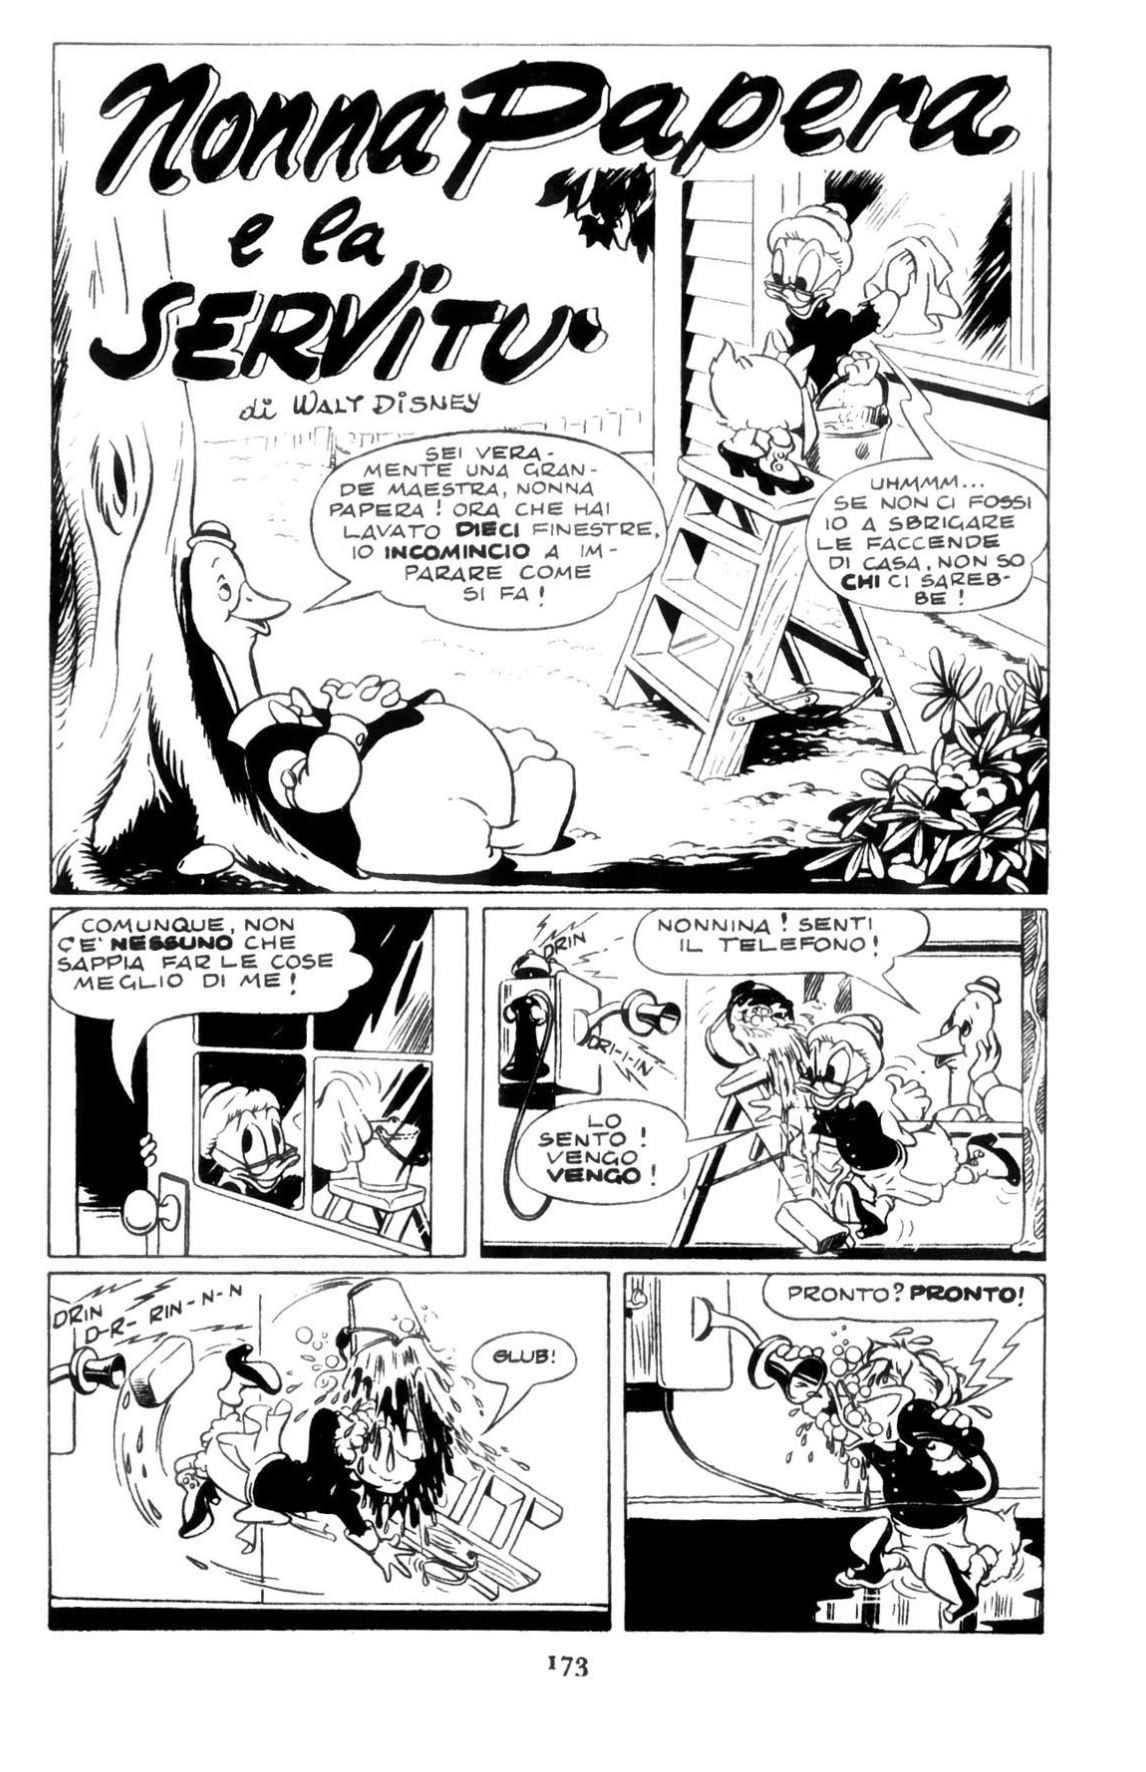 Nonna Papera
e la
SERVITU'
di WALT DISNEY
SEI VERA-
MENTE UNA GRAN-
DE MAESTRA, NONNA
PAPERA! ORA CHE HAI
LAVATO DIECI FINESTRE,
IO INCOMINCIO A IM-
PARARE COME
SI FA!
UHMMM...
SE NON CI FOSSI
IO A SBRIGARE
LE FACCENDE
DI CASA, NON SO
CHI CI SAREB-
BE!
COMUNQUE, NON
C'E' NESSUNO CHE
SAPPIA FAR LE COSE
MEGLIO DI ME!
DRIN
NONNINA! SENTI
IL TELEFONO!
DRI-I-IN
LO
SENTO!
VENGO
VENGO!
DRIN
D-R- RIN-N-N
GLUB!
PRONTO? PRONTO!
173